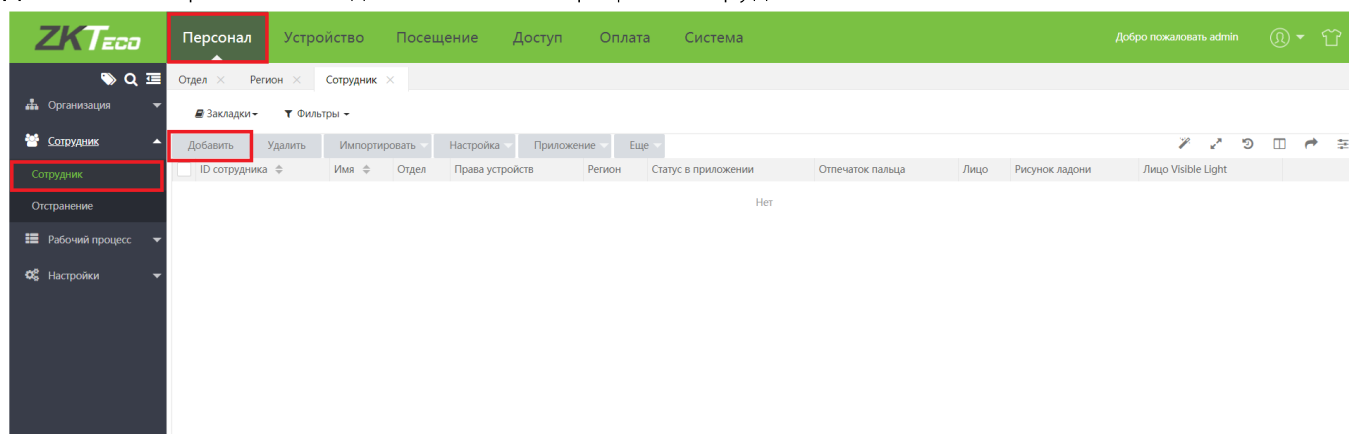 ZKTeco
Персонал Устройство Посещение Доступ Оплата Система Добро пожаловать admin
Отдел × Регион × Сотрудник ×
Организация
Закладки Фильтры
Сотрудник
Добавить Удалить Импортировать Настройка Приложение Еще
ID сотрудника Имя Отдел Права устройств Регион Статус в приложении Отпечаток пальца Лицо Рисунок ладони Лицо Visible Light
Сотрудник
Нет
Отстранение
Рабочий процесс
Настройки